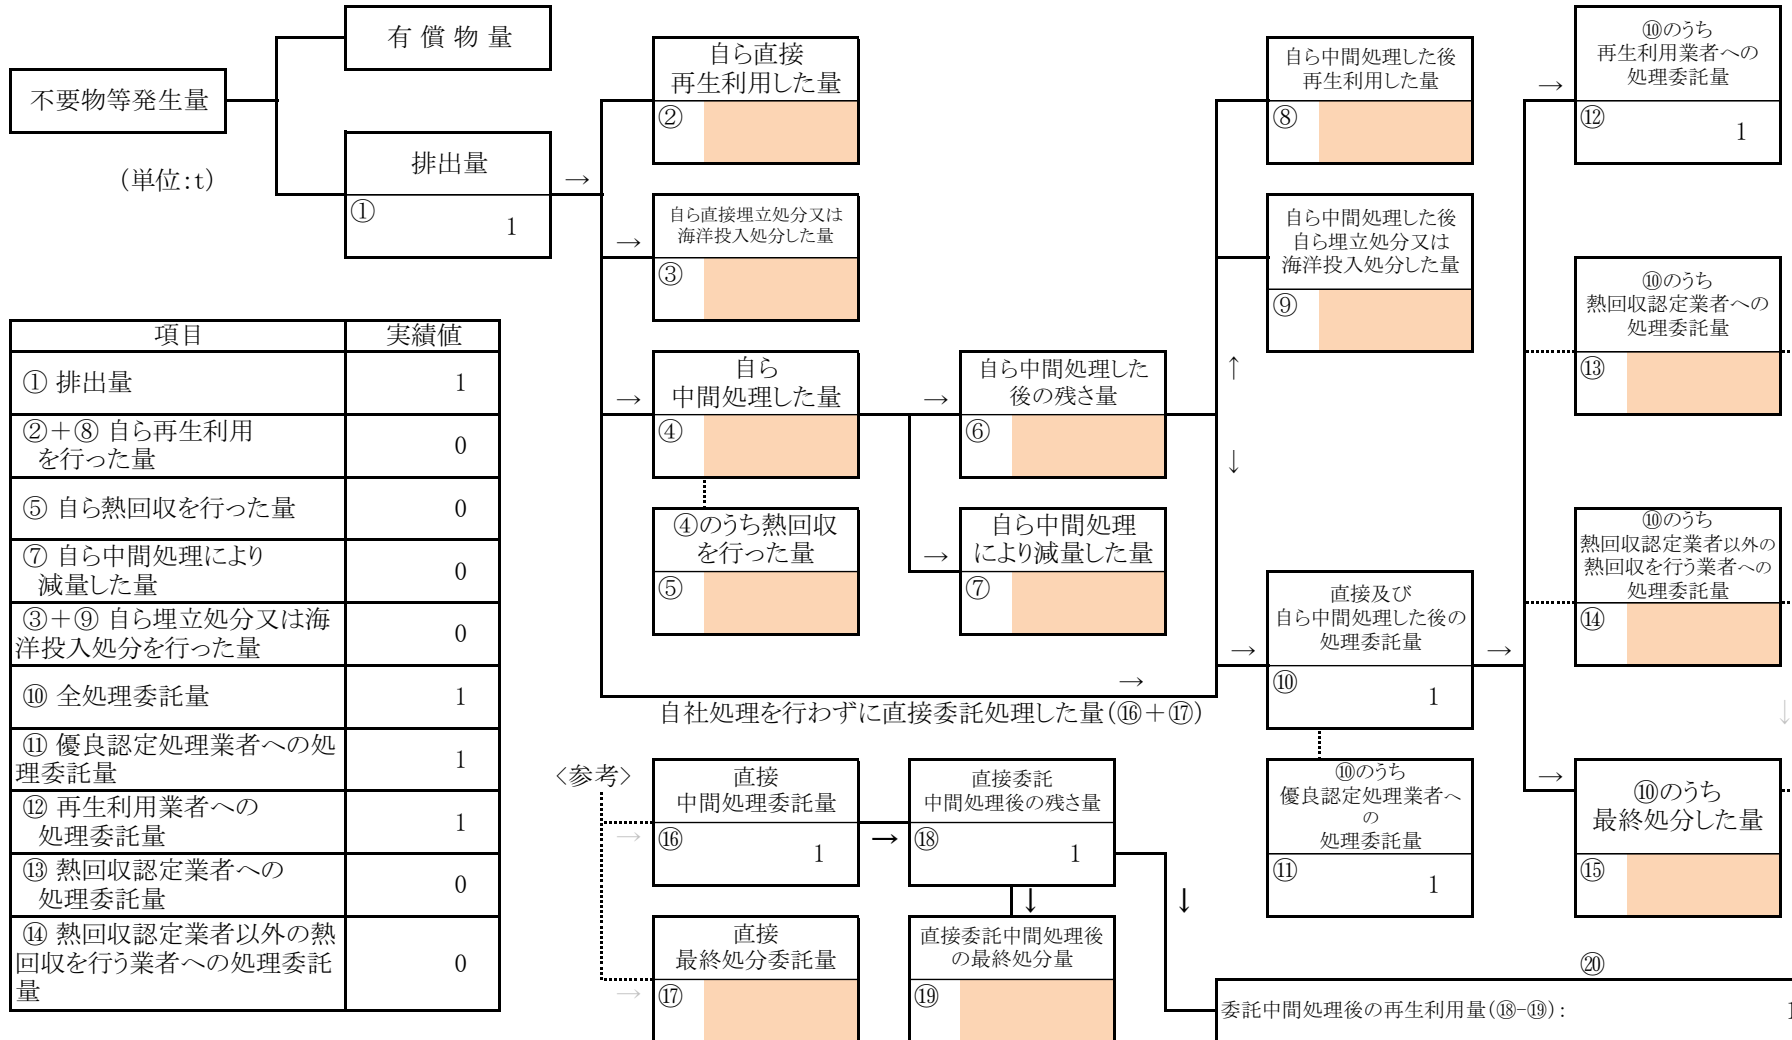 有 償 物 量
不要物等発生量
(単位:t)
排出量
→
①
1
自ら直接
再生利用した量
②
→
自ら直接埋立処分又は
海洋投入処分した量
③
→
自ら
中間処理した量
④
④のうち熱回収
を行った量
⑤
→
自ら中間処理した
後の残さ量
⑥
→
自ら中間処理
により減量した量
⑦
自ら中間処理した後
再生利用した量
⑧
自ら中間処理した後
自ら埋立処分又は
海洋投入処分した量
⑨
↑
↓
→
直接及び
自ら中間処理した後の
処理委託量
⑩
1
→
⑩のうち
優良認定処理業者へ
の
処理委託量
⑪
1
→
⑩のうち
再生利用業者への
処理委託量
⑫
1
⑩のうち
熱回収認定業者への
処理委託量
⑬
⑩のうち
熱回収認定業者以外の
熱回収を行う業者への
処理委託量
⑭
↓
→
⑩のうち
最終処分した量
⑮
→
自社処理を行わずに直接委託処理した量(⑯+⑰)
項目 実績値
① 排出量 1
②+⑧ 自ら再生利用
を行った量 0
⑤ 自ら熱回収を行った量 0
⑦ 自ら中間処理により
減量した量 0
③+⑨ 自ら埋立処分又は海
洋投入処分を行った量 0
⑩ 全処理委託量 1
⑪ 優良認定処理業者への処
理委託量 1
⑫ 再生利用業者への
処理委託量 1
⑬ 熱回収認定業者への
処理委託量 0
⑭ 熱回収認定業者以外の熱
回収を行う業者への処理委託
量 0
〈参考〉
→
直接
中間処理委託量
⑯
1
→
直接委託
中間処理後の残さ量
⑱
1
↓
↓
→
直接
最終処分委託量
⑰
直接委託中間処理後
の最終処分量
⑲
⑳
委託中間処理後の再生利用量(⑱-⑲): 1